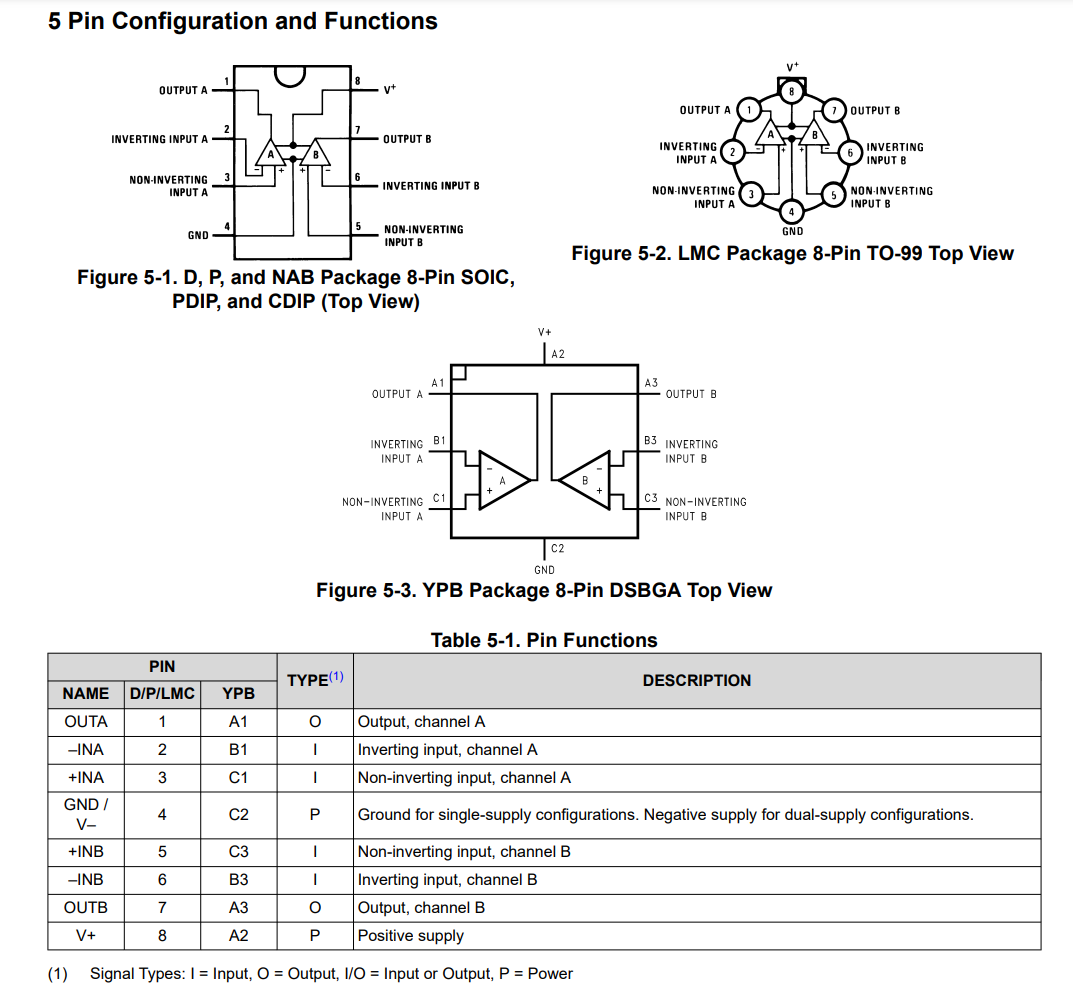 5 Pin Configuration and Functions
OUTPUT A 1
8 V+
INVERTING INPUT A 2
7 OUTPUT B
NON-INVERTING 3
INPUT A
6 INVERTING INPUT B
GND 4
5 NON-INVERTING
INPUT B
A
B
- + + -
Figure 5-1. D, P, and NAB Package 8-Pin SOIC,
PDIP, and CDIP (Top View)
V+
8
OUTPUT A 1
7 OUTPUT B
INVERTING 2
INPUT A
6 INVERTING
INPUT B
NON-INVERTING 3
INPUT A
5 NON-INVERTING
INPUT B
4
GND
A
B
- + + -
Figure 5-2. LMC Package 8-Pin TO-99 Top View
V+
A2
A1
OUTPUT A
A3
OUTPUT B
INVERTING B1
INPUT A
B3 INVERTING
INPUT B
NON-INVERTING C1
INPUT A
C3 NON-INVERTING
INPUT B
− A +
− B +
C2
GND
Figure 5-3. YPB Package 8-Pin DSBGA Top View
Table 5-1. Pin Functions
PIN TYPE(1) DESCRIPTION
NAME D/P/LMC YPB
OUTA 1 A1 O Output, channel A
–INA 2 B1 I Inverting input, channel A
+INA 3 C1 I Non-inverting input, channel A
GND / V– 4 C2 P Ground for single-supply configurations. Negative supply for dual-supply configurations.
+INB 5 C3 I Non-inverting input, channel B
–INB 6 B3 I Inverting input, channel B
OUTB 7 A3 O Output, channel B
V+ 8 A2 P Positive supply
(1) Signal Types: I = Input, O = Output, I/O = Input or Output, P = Power